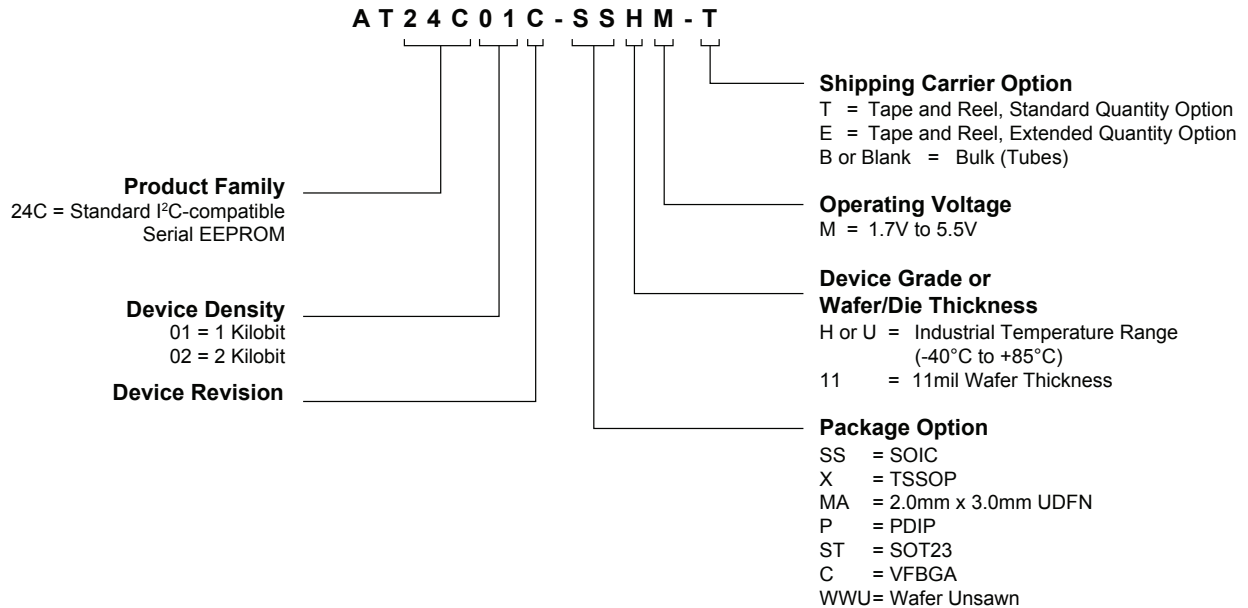 AT24C01C-SSHM-T
Product Family
24C = Standard I²C-compatible
Serial EEPROM
Device Density
01 = 1 Kilobit
02 = 2 Kilobit
Device Revision
Shipping Carrier Option
T = Tape and Reel, Standard Quantity Option
E = Tape and Reel, Extended Quantity Option
B or Blank = Bulk (Tubes)
Operating Voltage
M = 1.7V to 5.5V
Device Grade or
Wafer/Die Thickness
H or U = Industrial Temperature Range
(-40°C to +85°C)
11 = 11mil Wafer Thickness
Package Option
SS = SOIC
X = TSSOP
MA = 2.0mm x 3.0mm UDFN
P = PDIP
ST = SOT23
C = VFBGA
WWU= Wafer Unsawn